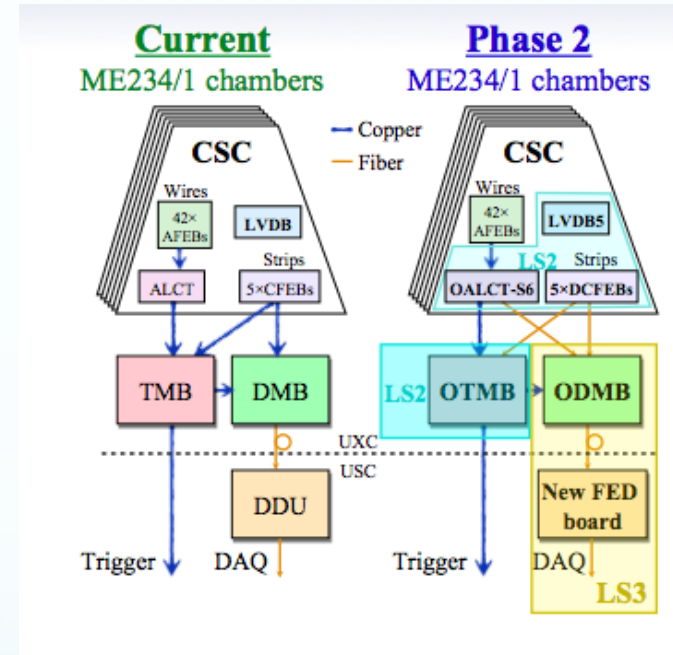 Current
ME234/1 chambers
CSC
Wires
42×
AFEBs
LVDB
Strips
ALCT
5×CFEBs
TMB
DMB
DDU
Trigger
DAQ
Copper
Fiber
UXC
USC
Phase 2
ME234/1 chambers
CSC
Wires
42×
AFEBs
LVDB5
LS2
Strips
OALCT-S6
5×DCFEBs
LS2
OTMB
ODMB
New FED
board
Trigger
DAQ
LS3